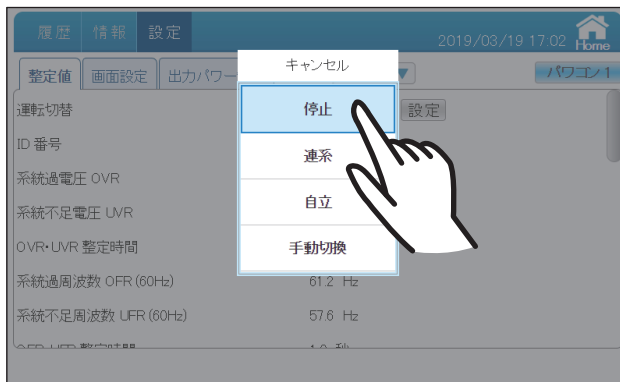 履歴 情報 設定
2019/03/19 17:02 Home
整定値 画面設定 出力パワー ▼ パワコン1
キャンセル
停止
連系
自立
手動切換
運転切替 設定
ID 番号
系統過電圧 OVR
系統不足電圧 UVR
OVR・UVR 整定時間
系統過周波数 OFR (60Hz) 61.2 Hz
系統不足周波数 UFR (60Hz) 57.6 Hz